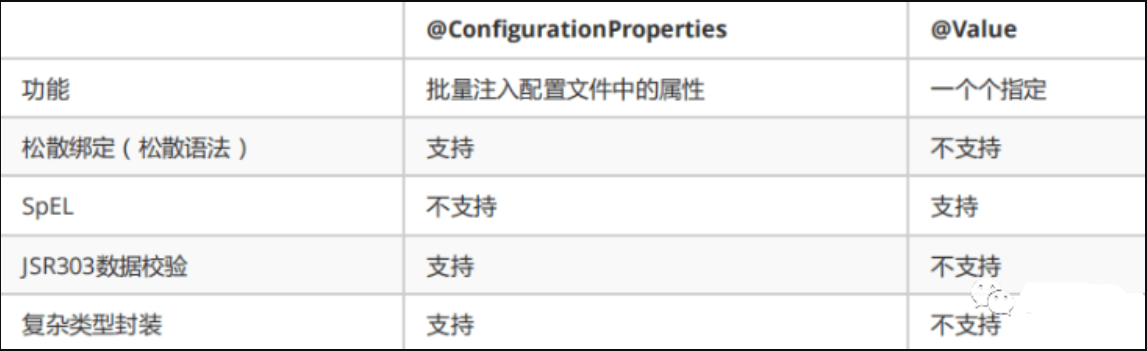 @ConfigurationProperties @Value
功能 批量注入配置文件中的属性 一个个指定
松散绑定（松散语法） 支持 不支持
SpEL 不支持 支持
JSR303数据校验 支持 不支持
复杂类型封装 支持 不支持